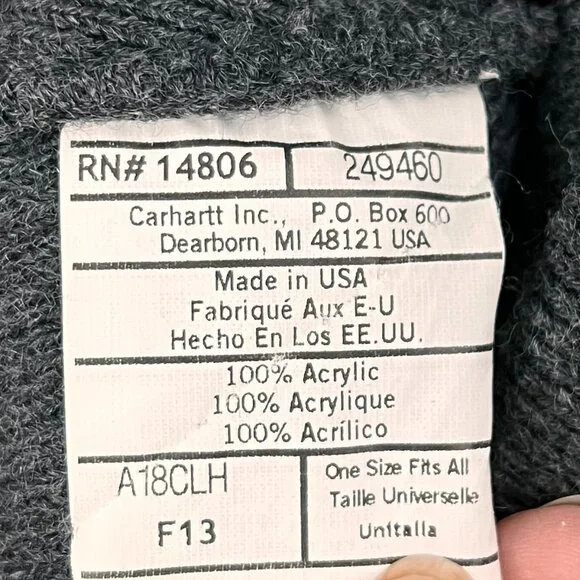 RN# 14806 249460
Carhartt Inc., P.O. Box 600
Dearborn, MI 48121 USA
Made in USA
Fabriqué Aux E-U
Hecho En Los EE.UU.
100% Acrylic
100% Acrylique
100% Acrílico
A18CLH
F13
One Size Fits All
Taille Universelle
Unitalla